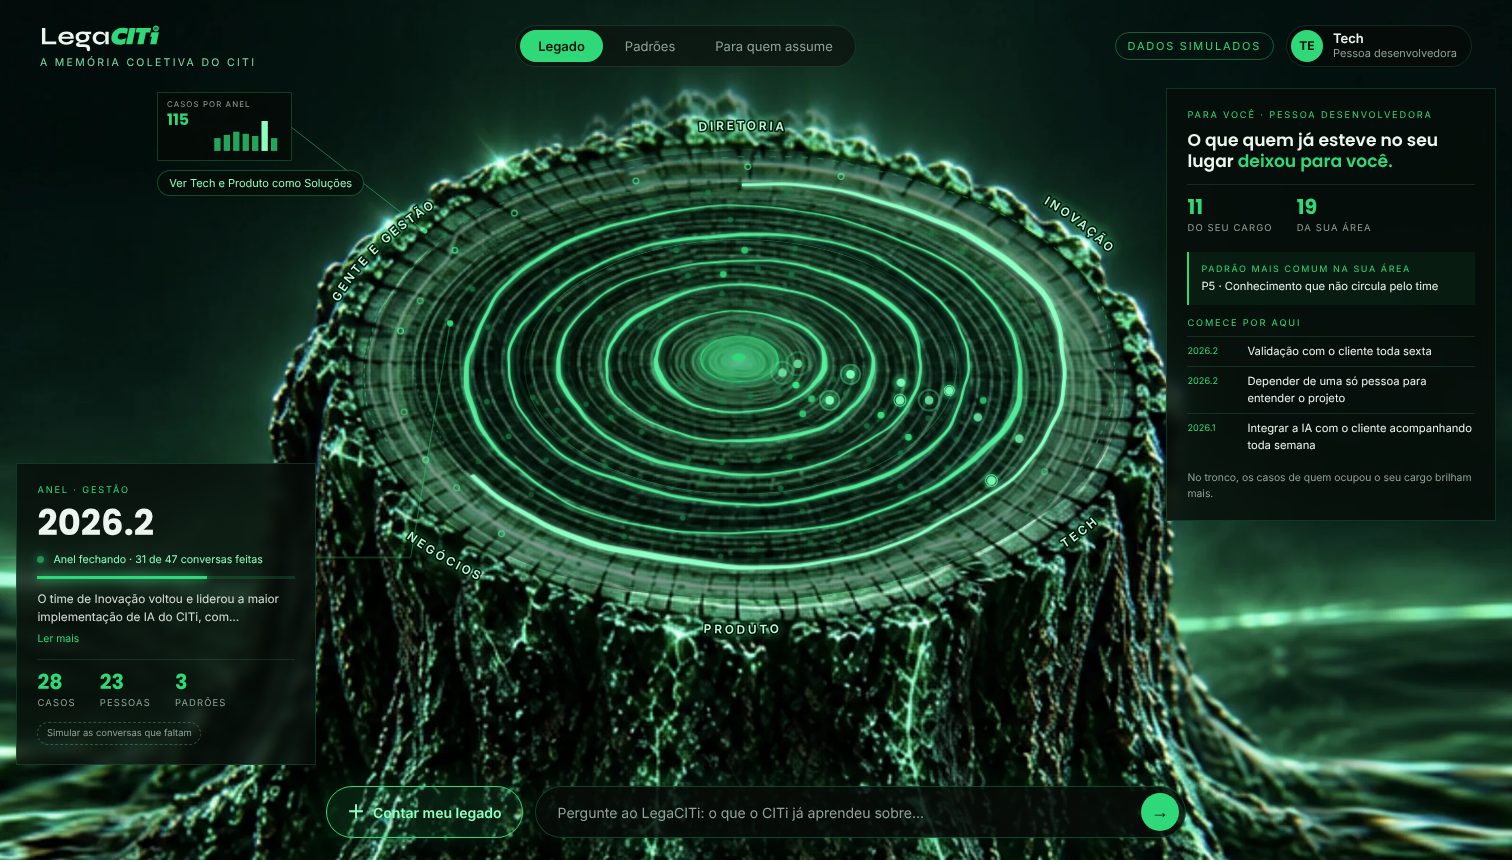 LegaCITi
A MEMÓRIA COLETIVA DO CITI
Legado
Padrões
Para quem assume
DADOS SIMULADOS
TE
Tech
Pessoa desenvolvedora
CASOS POR ANEL
115
Ver Tech e Produto como Soluções
DIRETORIA
INOVAÇÃO
GENTE E GESTÃO
NEGÓCIOS
TECH
PRODUTO
PARA VOCÊ · PESSOA DESENVOLVEDORA
O que quem já esteve no seu
lugar deixou para você.
11
DO SEU CARGO
19
DA SUA ÁREA
PADRÃO MAIS COMUM NA SUA ÁREA
P5 · Conhecimento que não circula pelo time
COMECE POR AQUI
2026.2 Validação com o cliente toda sexta
2026.2 Depender de uma só pessoa para
entender o projeto
2026.1 Integrar a IA com o cliente acompanhando
toda semana
No tronco, os casos de quem ocupou o seu cargo brilham
mais.
ANEL · GESTÃO
2026.2
Anel fechando · 31 de 47 conversas feitas
O time de Inovação voltou e liderou a maior
implementação de IA do CITi, com...
Ler mais
28
CASOS
23
PESSOAS
3
PADRÕES
Simular as conversas que faltam
+ Contar meu legado
Pergunte ao LegaCITi: o que o CITi já aprendeu sobre...
→